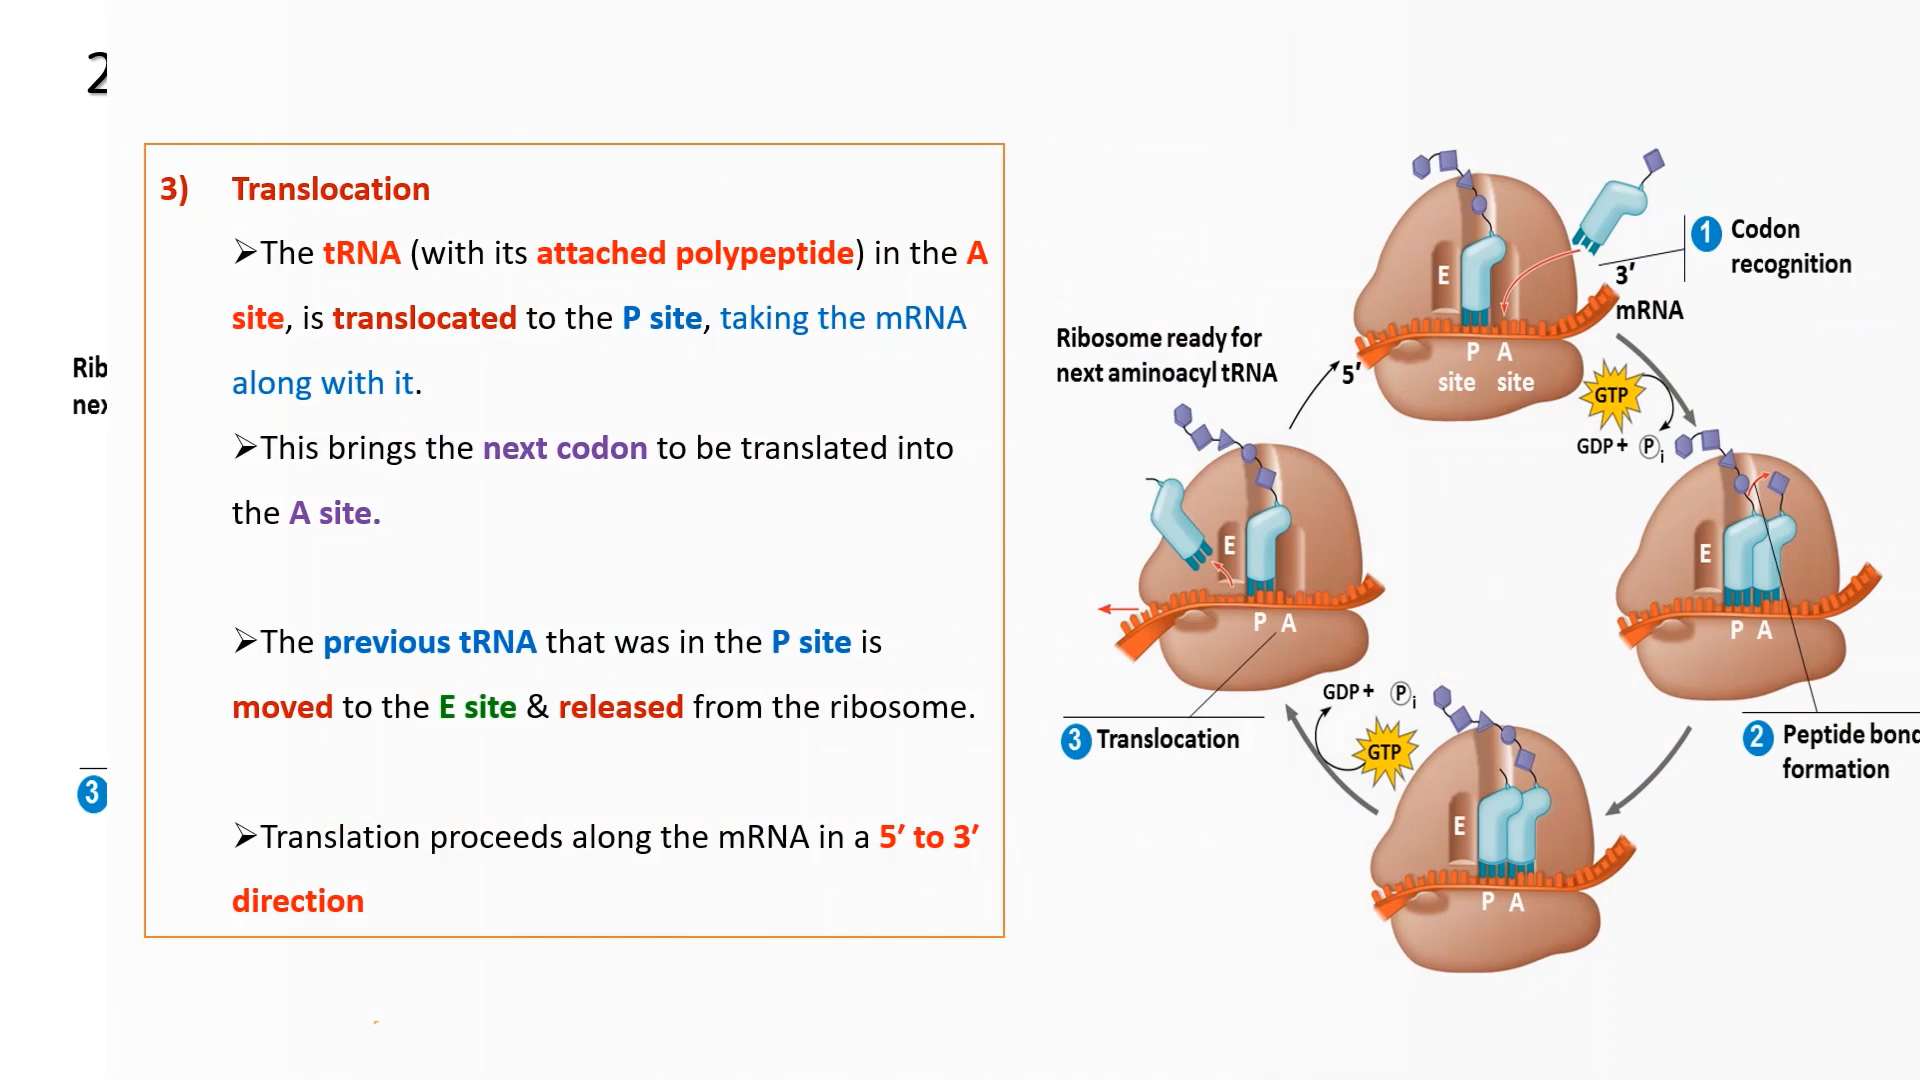 2
Rib
nex
3
3) Translocation
➢The tRNA (with its attached polypeptide) in the A
site, is translocated to the P site, taking the mRNA
along with it.
➢This brings the next codon to be translated into
the A site.
➢The previous tRNA that was in the P site is
moved to the E site & released from the ribosome.
➢Translation proceeds along the mRNA in a 5′ to 3′
direction
1 Codon
recognition
E
3′
mRNA
P A
site site
5′
Ribosome ready for
next aminoacyl tRNA
GTP
GDP + Pi
E
P A
E
P A
2 Peptide bond
formation
3 Translocation
GDP + Pi
GTP
E
P A